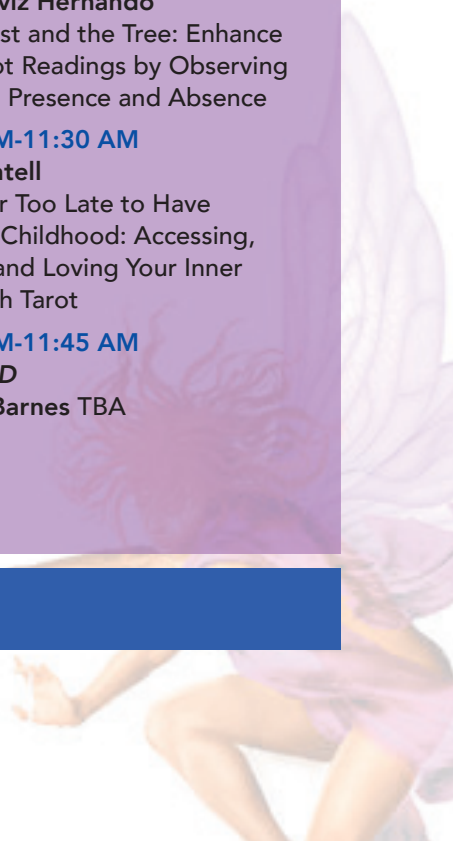 viz Hernando
st and the Tree: Enhance
ot Readings by Observing
Presence and Absence
M-11:30 AM
ntell
r Too Late to Have
Childhood: Accessing,
and Loving Your Inner
h Tarot
M-11:45 AM
D
Barnes TBA